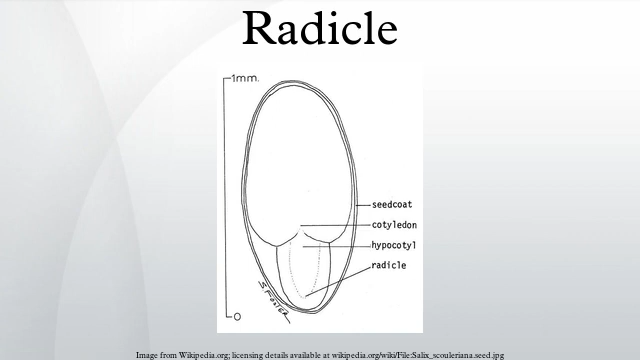 Radicle
1mm.
seedcoat
cotyledon
hypocotyl
radicle
S FOSTER
0
Image from Wikipedia.org; licensing details available at wikipedia.org/wiki/File:Salix_scouleriana.seed.jpg